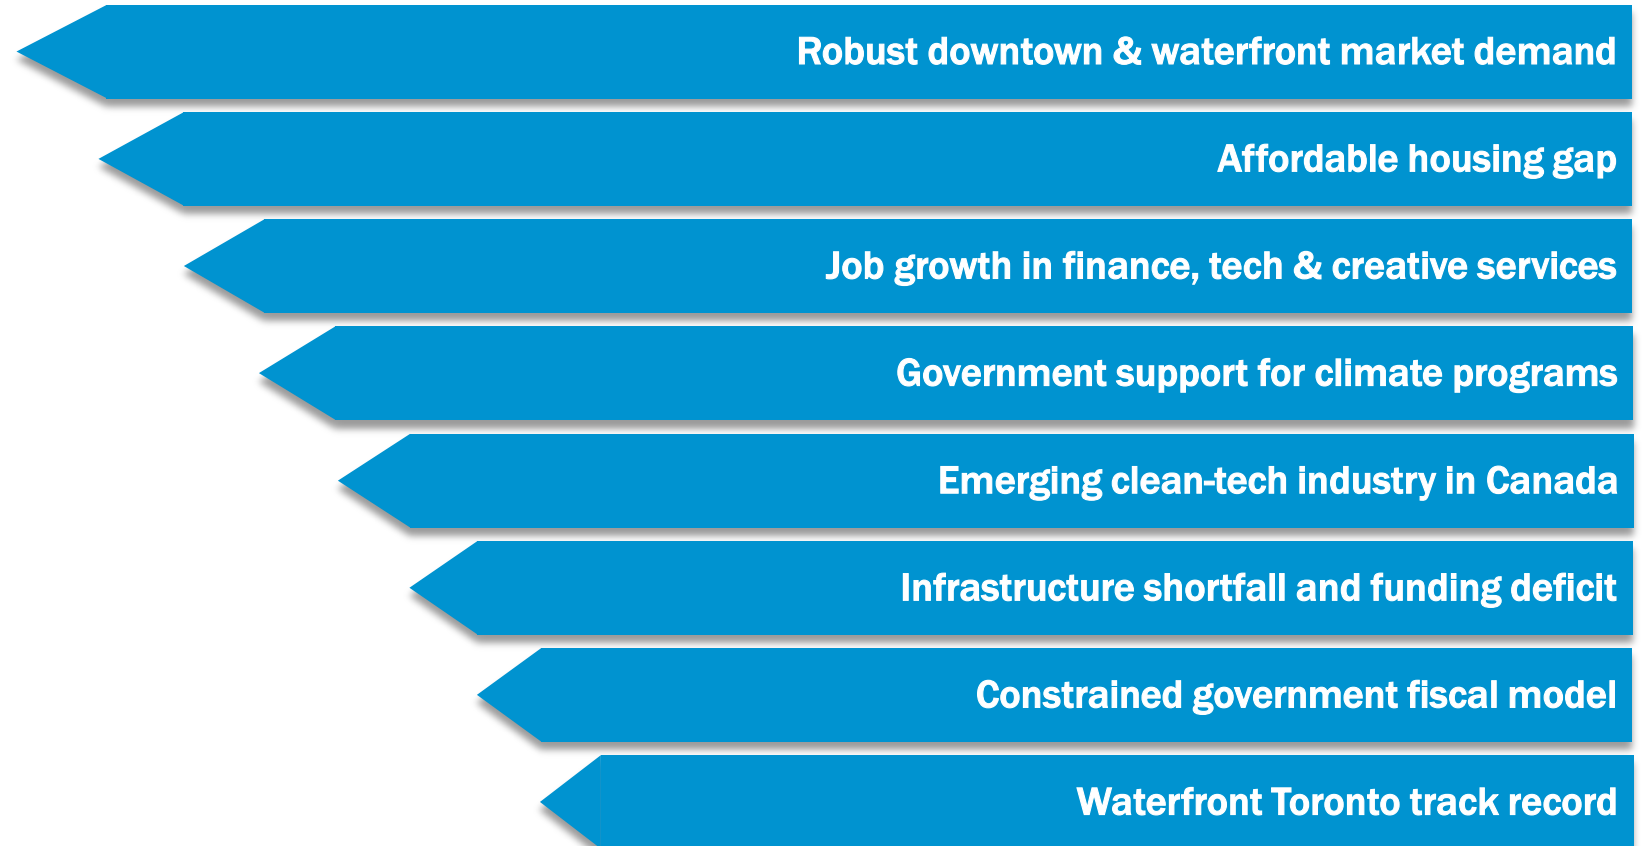 Robust downtown & waterfront market demand
Affordable housing gap
Job growth in finance, tech & creative services
Government support for climate programs
Emerging clean-tech industry in Canada
Infrastructure shortfall and funding deficit
Constrained government fiscal model
Waterfront Toronto track record